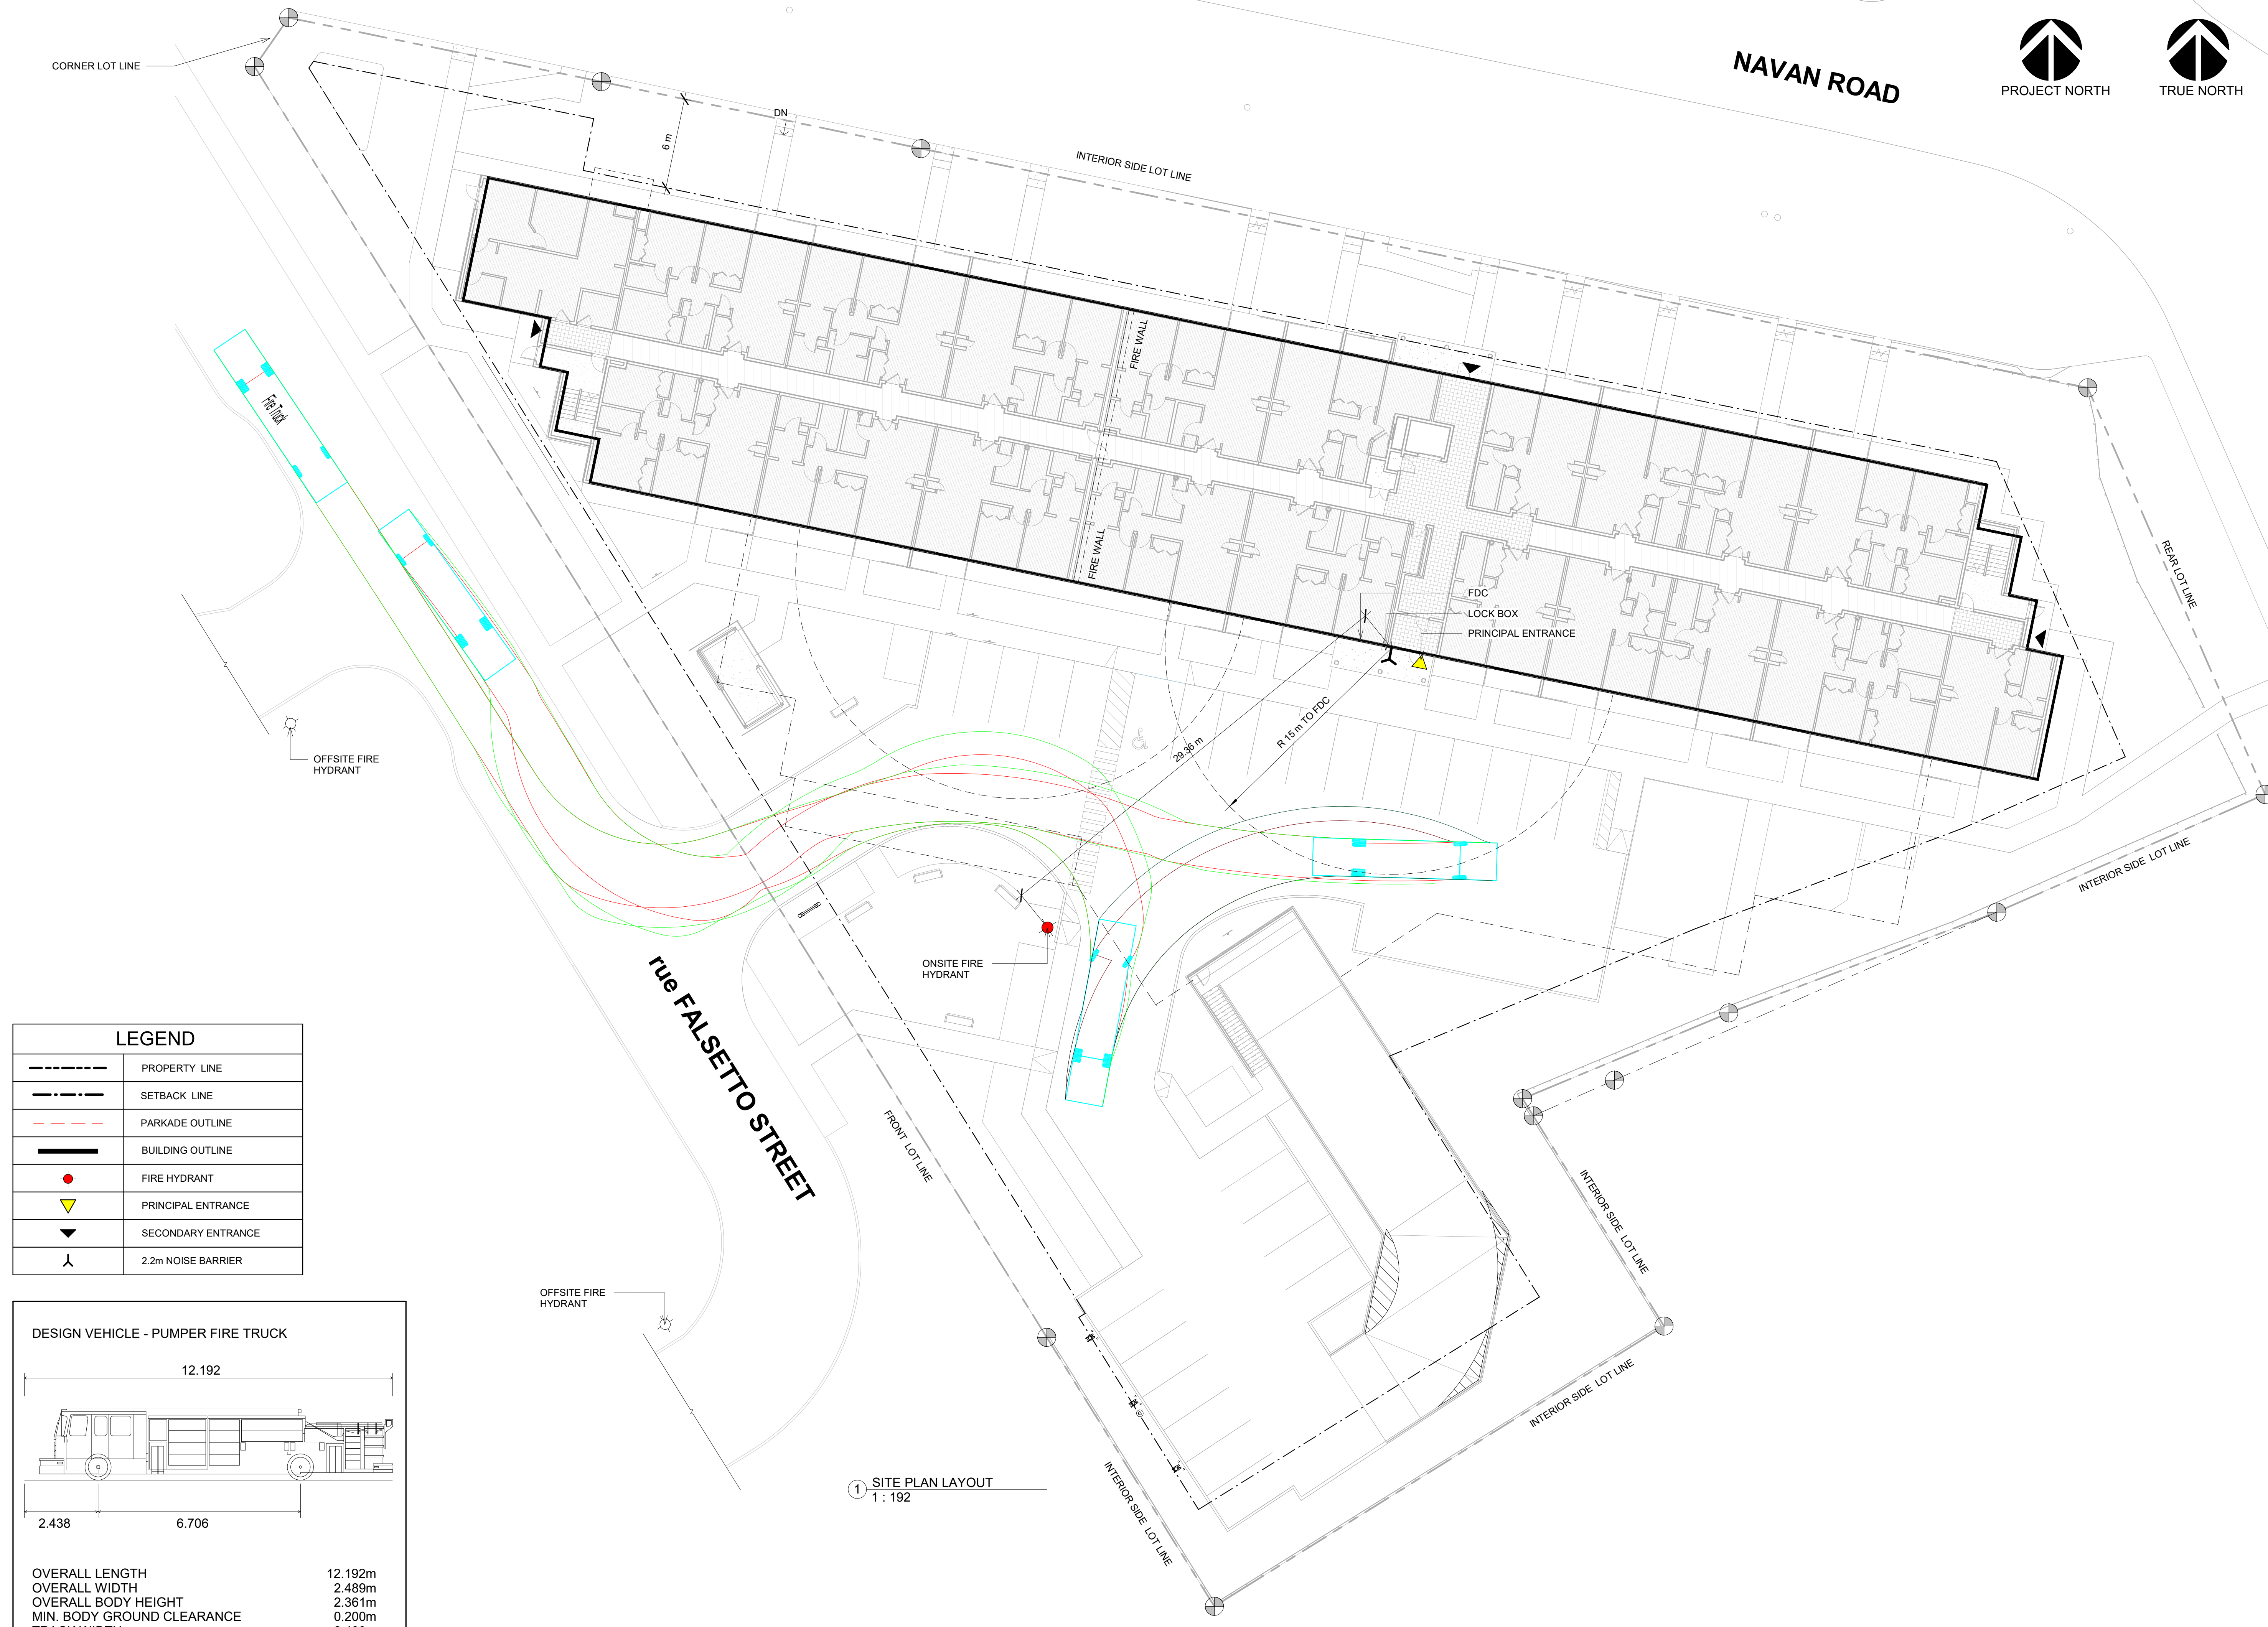 CORNER LOT LINE
NAVAN ROAD
PROJECT NORTH
TRUE NORTH
DN
6 m
INTERIOR SIDE LOT LINE
FIRE WALL
Fire Truck
FIRE WALL
REAR LOT LINE
FDC
LOCK BOX
PRINCIPAL ENTRANCE
R 15 m TO FDC
29.36 m
OFFSITE FIRE
HYDRANT
INTERIOR SIDE LOT LINE
ONSITE FIRE
HYDRANT
rue FALSETTO STREET
FRONT LOT LINE
LEGEND
PROPERTY LINE
SETBACK LINE
PARKADE OUTLINE
BUILDING OUTLINE
FIRE HYDRANT
PRINCIPAL ENTRANCE
SECONDARY ENTRANCE
2.2m NOISE BARRIER
INTERIOR SIDE LOT LINE
OFFSITE FIRE
HYDRANT
INTERIOR SIDE LOT LINE
INTERIOR SIDE LOT LINE
1 SITE PLAN LAYOUT
1 : 192
DESIGN VEHICLE - PUMPER FIRE TRUCK
12.192
2.438
6.706
OVERALL LENGTH 12.192m
OVERALL WIDTH 2.489m
OVERALL BODY HEIGHT 2.361m
MIN. BODY GROUND CLEARANCE 0.200m